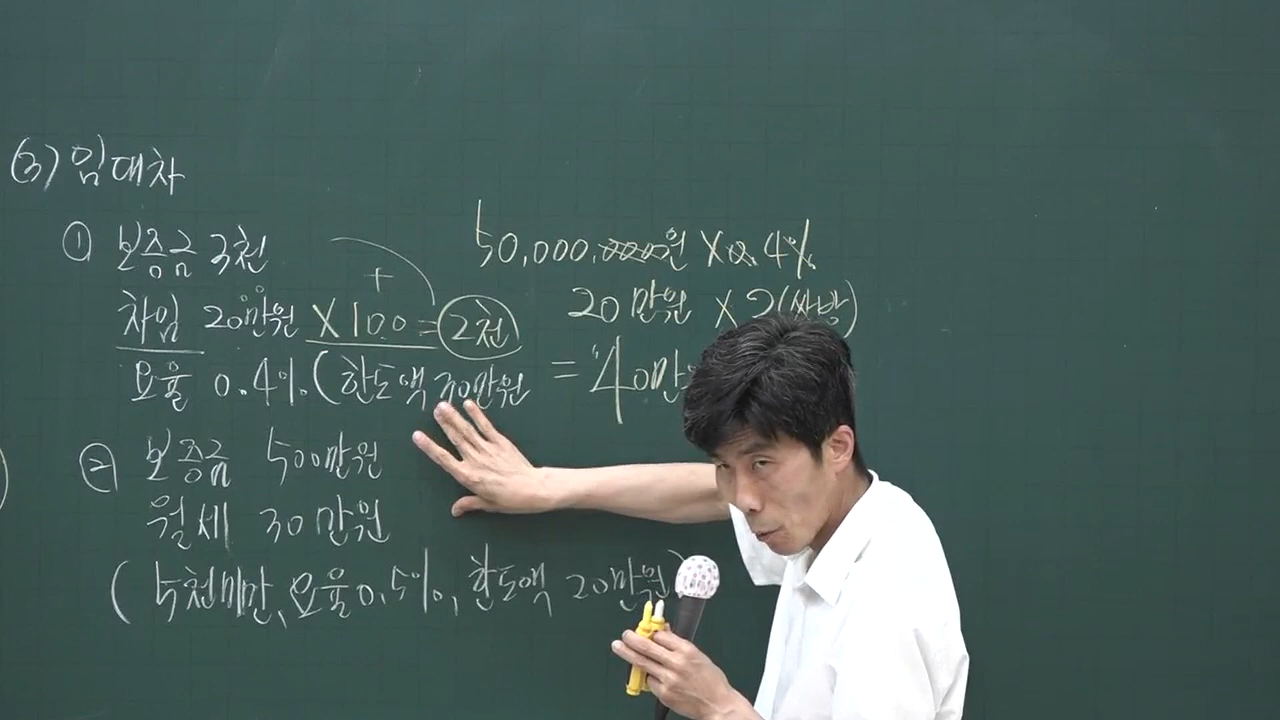 (3) 임대차
① 보증금 3천
차임 20만원 X 100 = 2천
+
요율 0.4% (한도액 30만원
50,000,000원 X 0.4%
20만원 X 2(쌍방)
= 40만
② 보증금 500만원
월세 30만원
(5천미만, 요율 0.5%, 한도액 20만원)